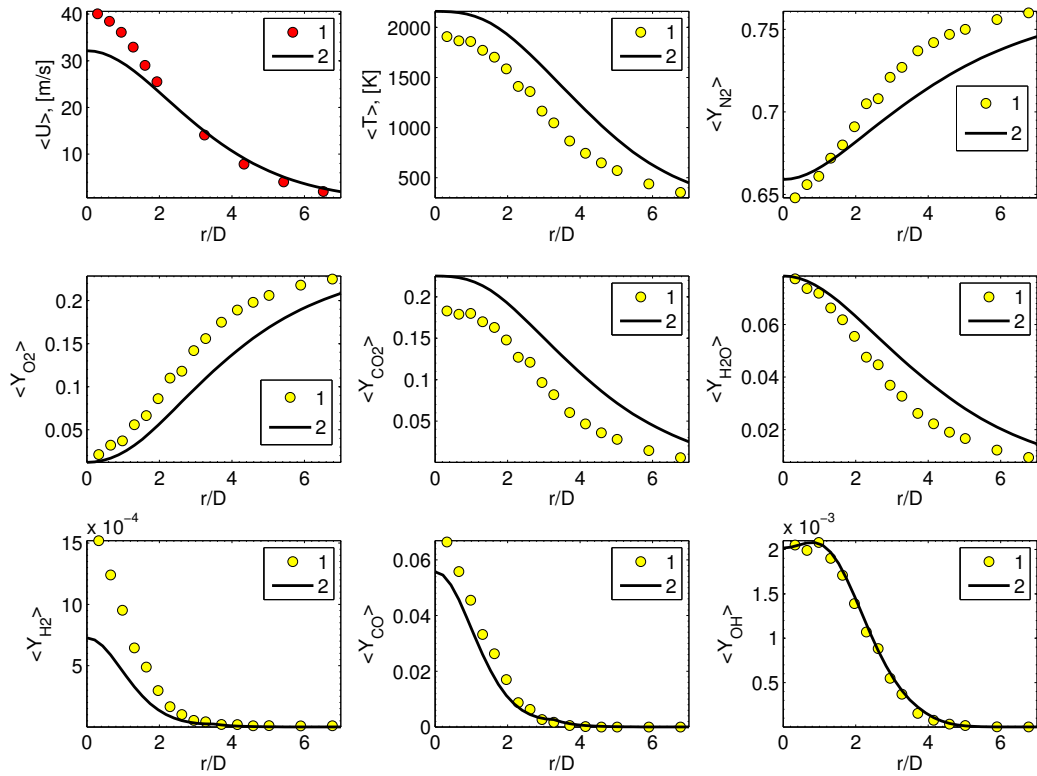 40
30
20
10
<U>, [m/s]
0 2 4 6
r/D
1
2
2000
1500
1000
500
<T>, [K]
0 2 4 6
r/D
1
2
0.75
0.7
0.65
<Y_N2>
0 2 4 6
r/D
1
2
0.2
0.15
0.1
0.05
<Y_O2>
0 2 4 6
r/D
1
2
0.2
0.15
0.1
0.05
<Y_CO2>
0 2 4 6
r/D
1
2
0.06
0.04
0.02
<Y_H2O>
0 2 4 6
r/D
1
2
x 10^−4
15
10
5
<Y_H2>
0 2 4 6
r/D
1
2
0.06
0.04
0.02
0
<Y_CO>
0 2 4 6
r/D
1
2
x 10^−3
2
1
0
<Y_OH>
0 2 4 6
r/D
1
2